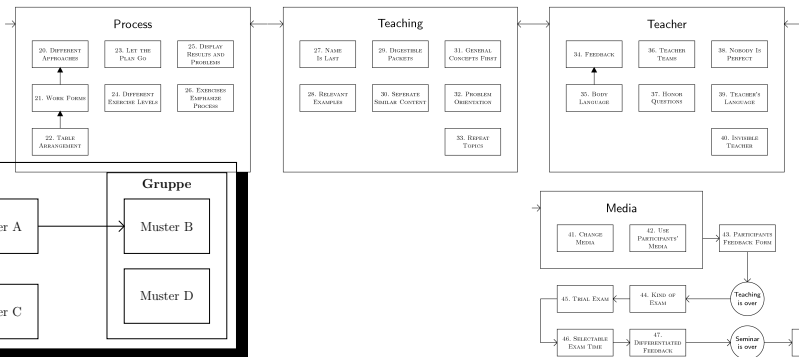 Process
20. Different
Approaches
23. Let the
Plan Go
25. Display
Results and
Problems
21. Work Forms
24. Different
Exercise Levels
26. Exercises
Emphasize
Process
22. Table
Arrangement
Teaching
27. Name
Is Last
29. Digestible
Packets
31. General
Concepts First
28. Relevant
Examples
30. Seperate
Similar Content
32. Problem
Orientation
33. Repeat
Topics
Teacher
34. Feedback
36. Teacher
Teams
38. Nobody Is
Perfect
35. Body
Language
37. Honor
Questions
39. Teacher's
Language
40. Invisible
Teacher
Gruppe
er A
Muster B
er C
Muster D
Media
41. Change
Media
42. Use
Participants'
Media
43. Participants
Feedback Form
45. Trial Exam
44. Kind of
Exam
Teaching
is over
46. Selectable
Exam Time
47.
Differentiated
Feedback
Seminar
is over